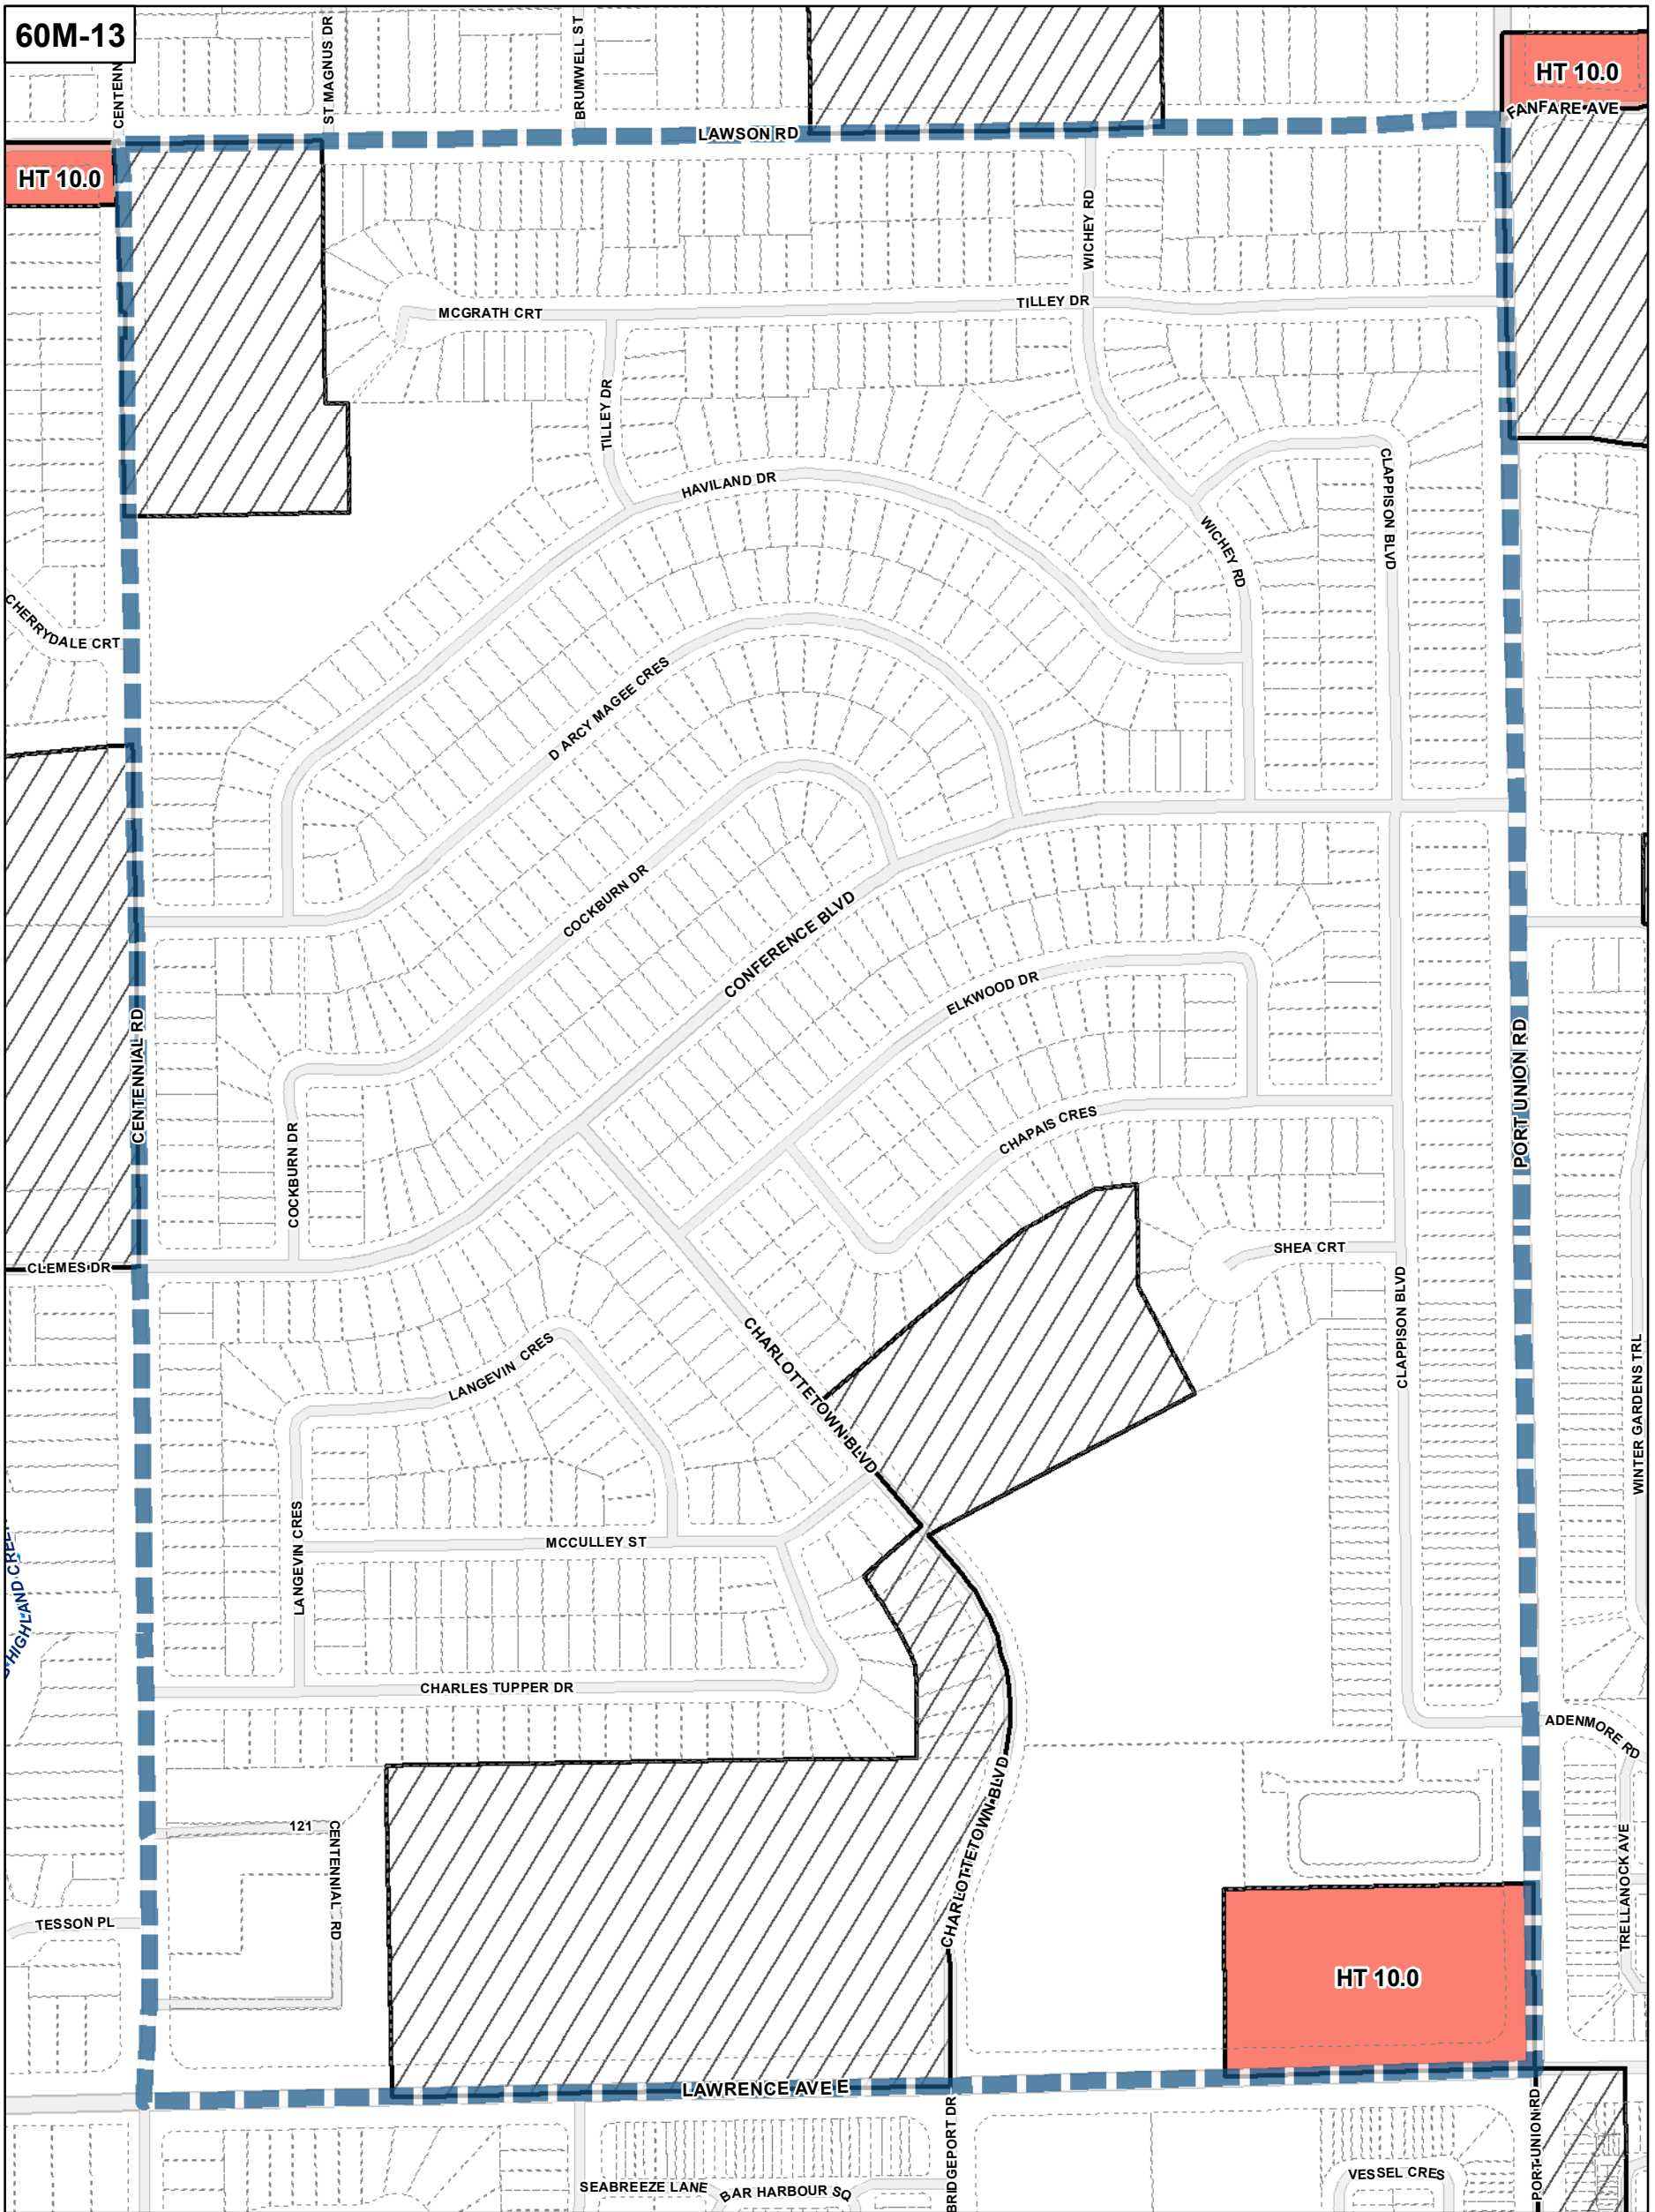 60M-13
CENTENN
ST MAGNUS DR
BRUMWELL ST
HT 10.0
FANFARE AVE
LAWSON RD
HT 10.0
WICHEY RD
MCGRATH CRT
TILLEY DR
TILLEY DR
HAVILAND DR
CLAPPISON BLVD
WICHEY RD
CHERRYDALE CRT
D ARCY MAGEE CRES
COCKBURN DR
CONFERENCE BLVD
ELKWOOD DR
CENTENNIAL RD
PORT UNION RD
CHAPAIS CRES
COCKBURN DR
SHEA CRT
CLEMES DR
CLAPPISON BLVD
CHARLOTTETOWN BLVD
LANGEVIN CRES
WINTER GARDENS TRL
LANGEVIN CRES
MCCULLEY ST
HIGHLAND CREE
CHARLES TUPPER DR
ADENMORE RD
CHARLOTTETOWN BLVD
121
CENTENNIAL RD
TRELLANOCK AVE
TESSON PL
HT 10.0
LAWRENCE AVE E
BRIDGEPORT DR
PORT UNION RD
SEABREEZE LANE
BAR HARBOUR SQ
VESSEL CRES